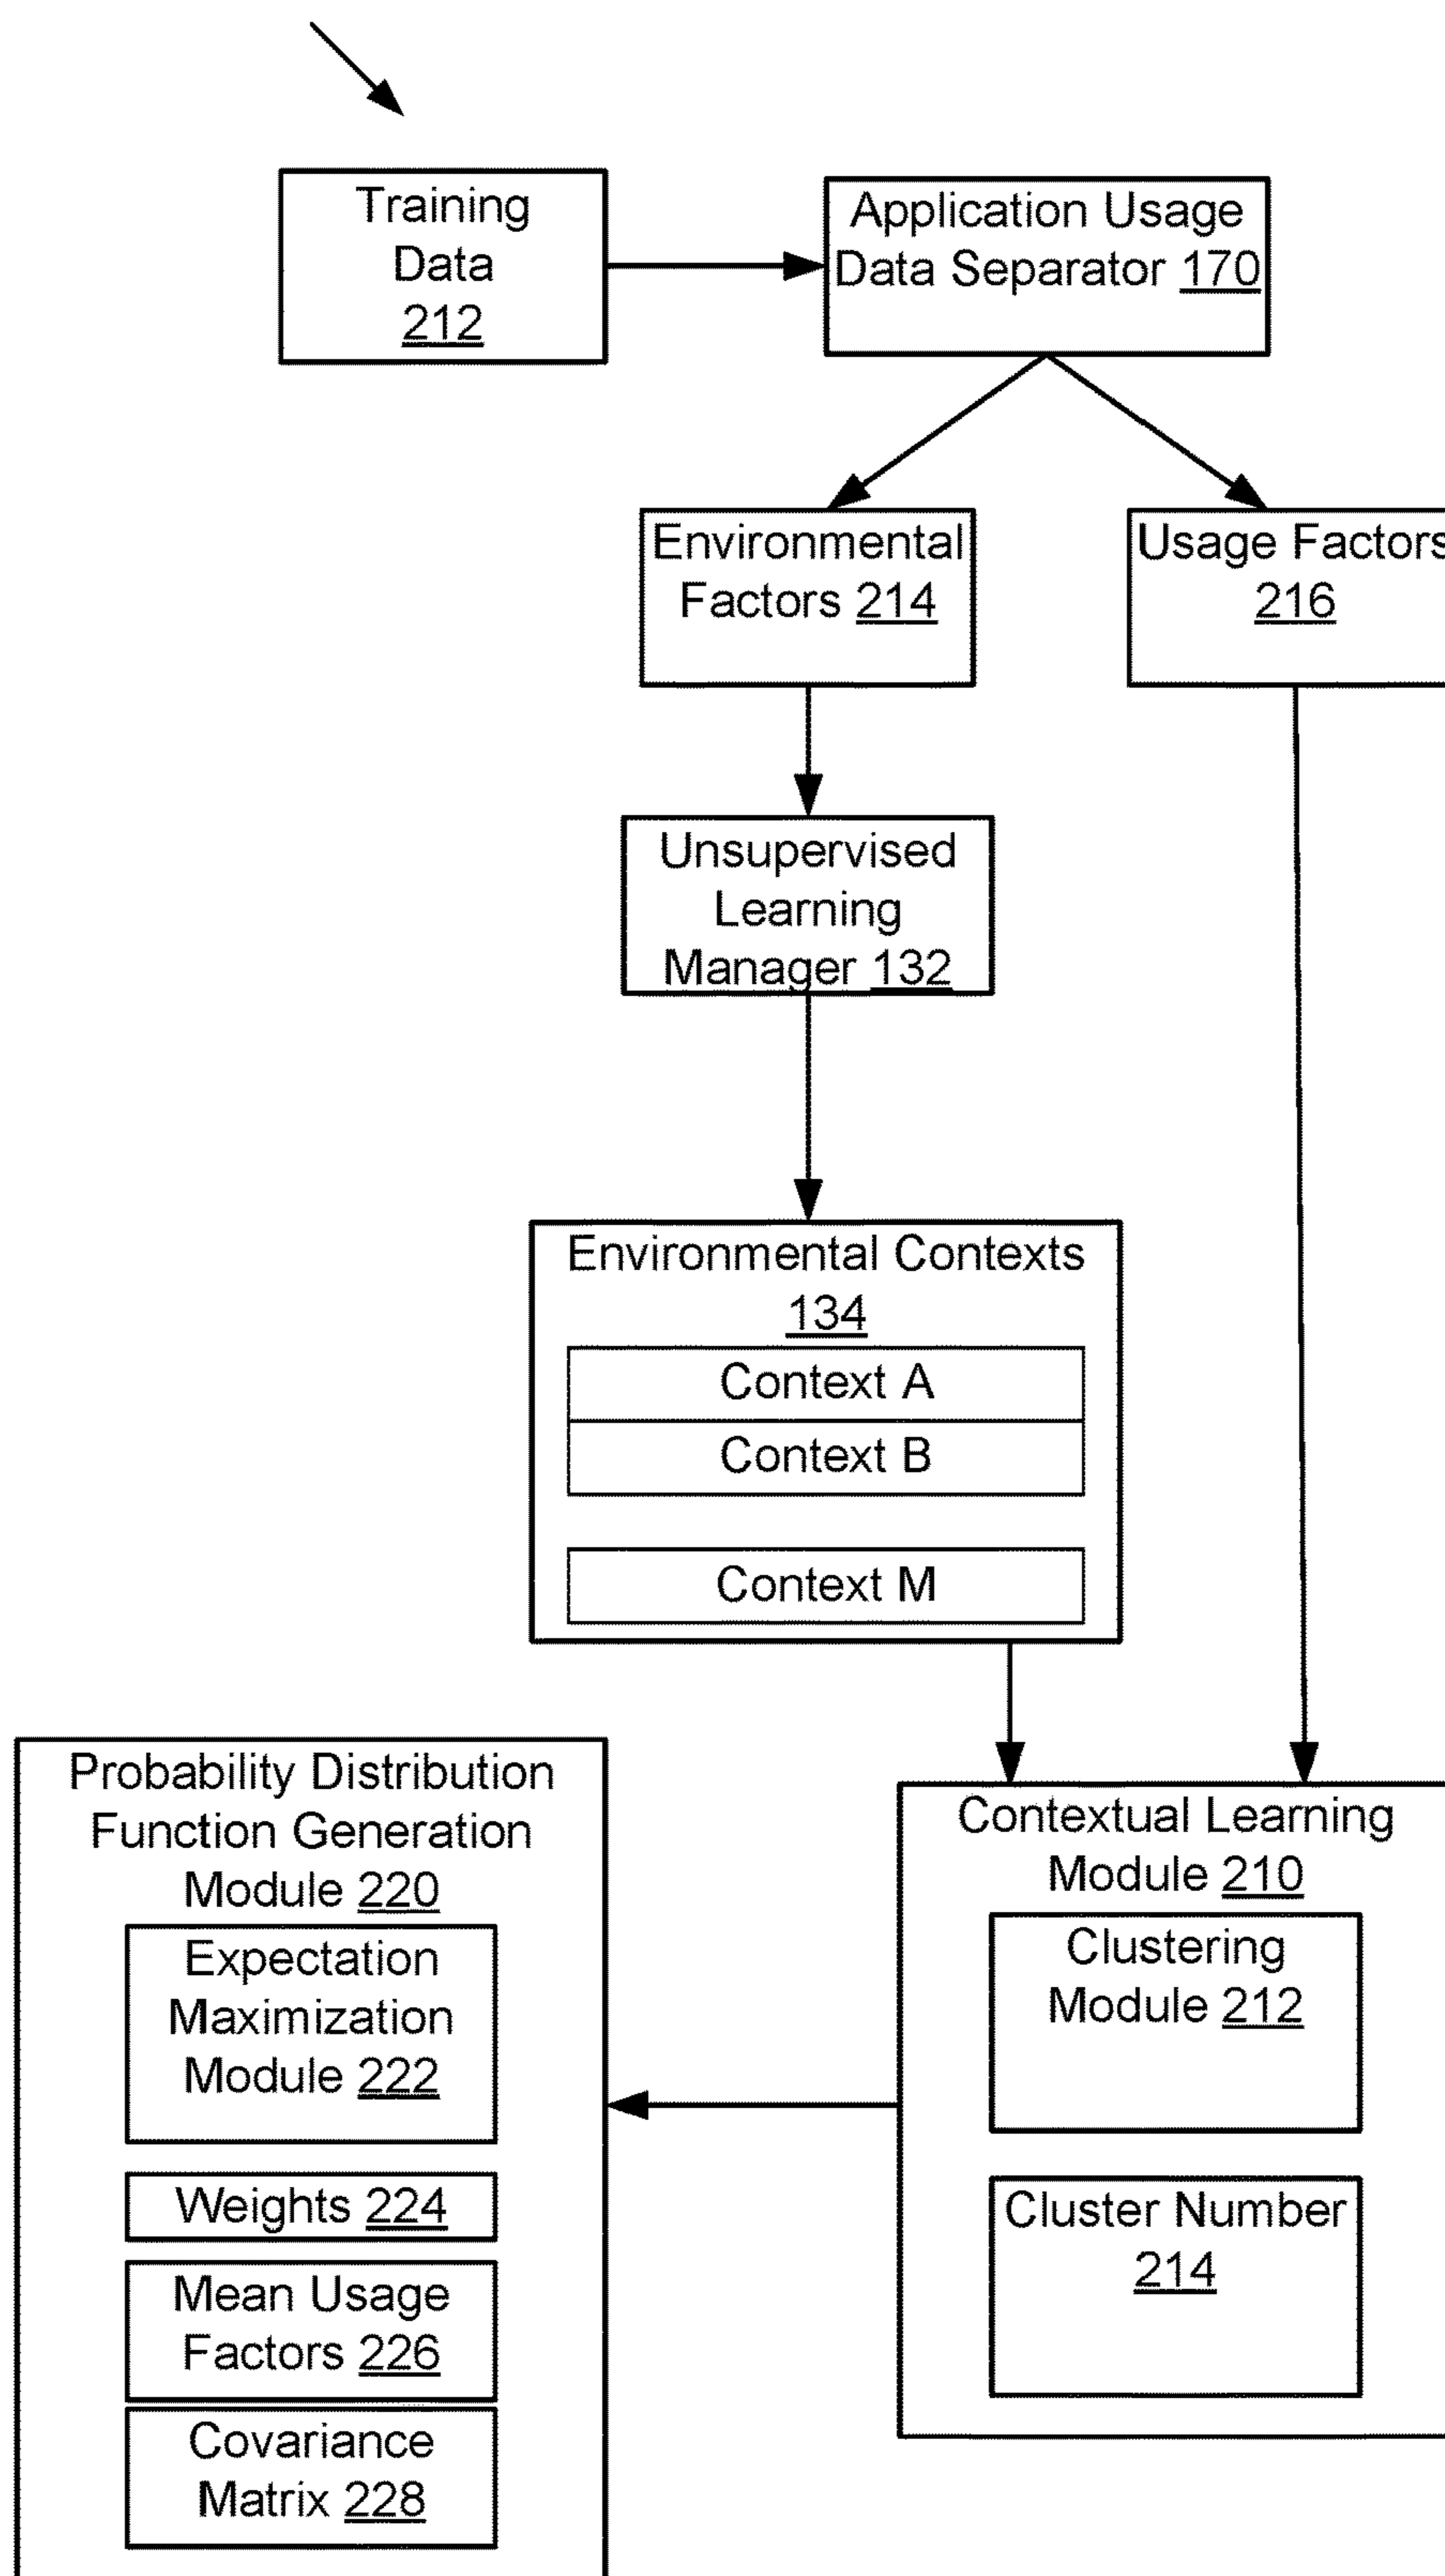 Training
Data
212
Application Usage
Data Separator 170
Environmental
Factors 214
Usage Factors
216
Unsupervised
Learning
Manager 132
Environmental Contexts
134
Context A
Context B
Context M
Probability Distribution
Function Generation
Module 220
Expectation
Maximization
Module 222
Weights 224
Mean Usage
Factors 226
Covariance
Matrix 228
Contextual Learning
Module 210
Clustering
Module 212
Cluster Number
214